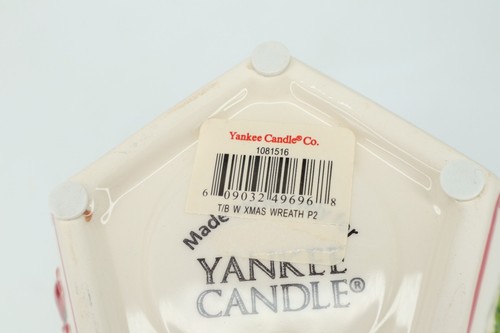 Yankee Candle® Co.
1081516
6 09032 49696 8
T/B W XMAS WREATH P2
Made
YANKEE
CANDLE®